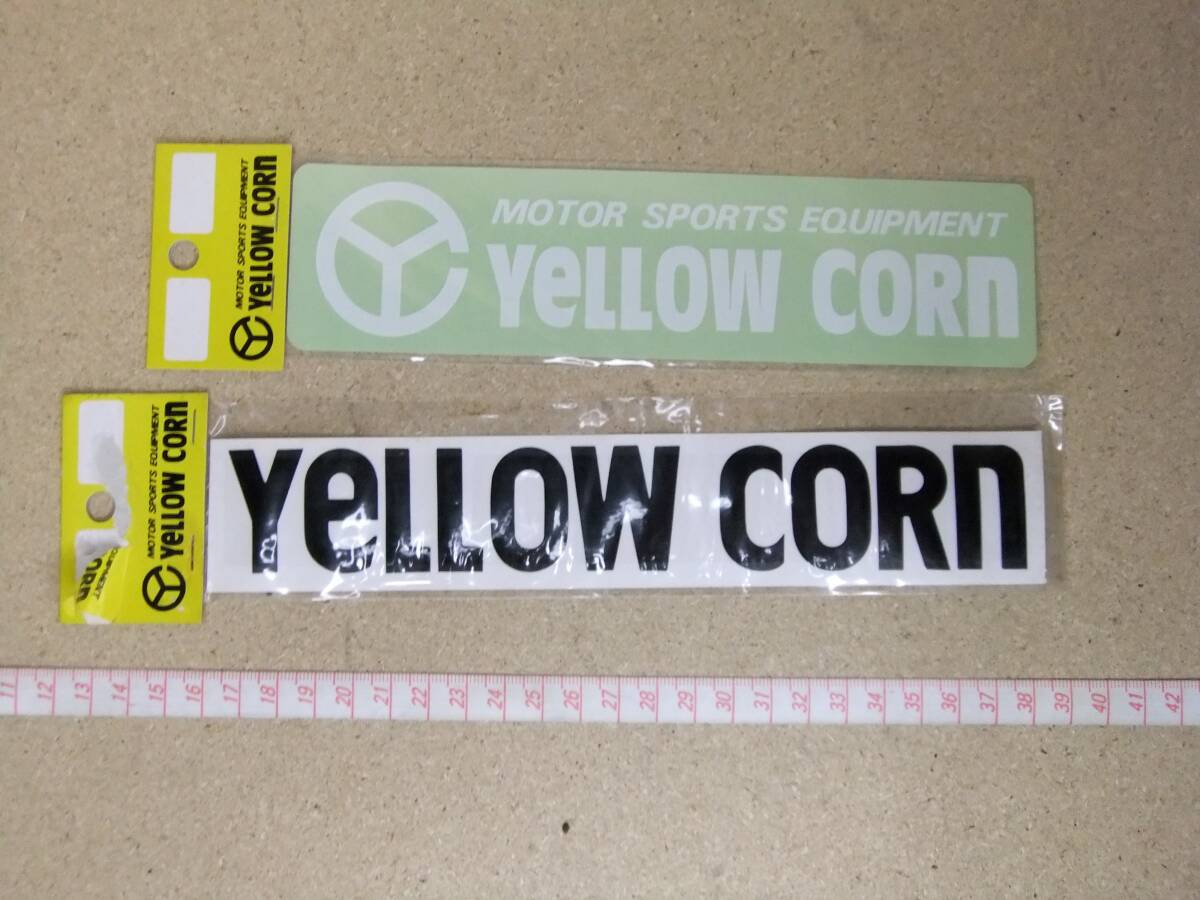 MOTOR SPORTS EQUIPMENT
YeLLOW CORn
MOTOR SPORTS EQUIPMENT
YeLLOW CORn
MOTOR SPORTS EQUIPMENT
YeLLOW CORn
YeLLOW CORn
11 12 13 14 15 16 17 18 19 20 21 22 23 24 25 26 27 28 29 30 31 32 33 34 35 36 37 38 39 40 41 42